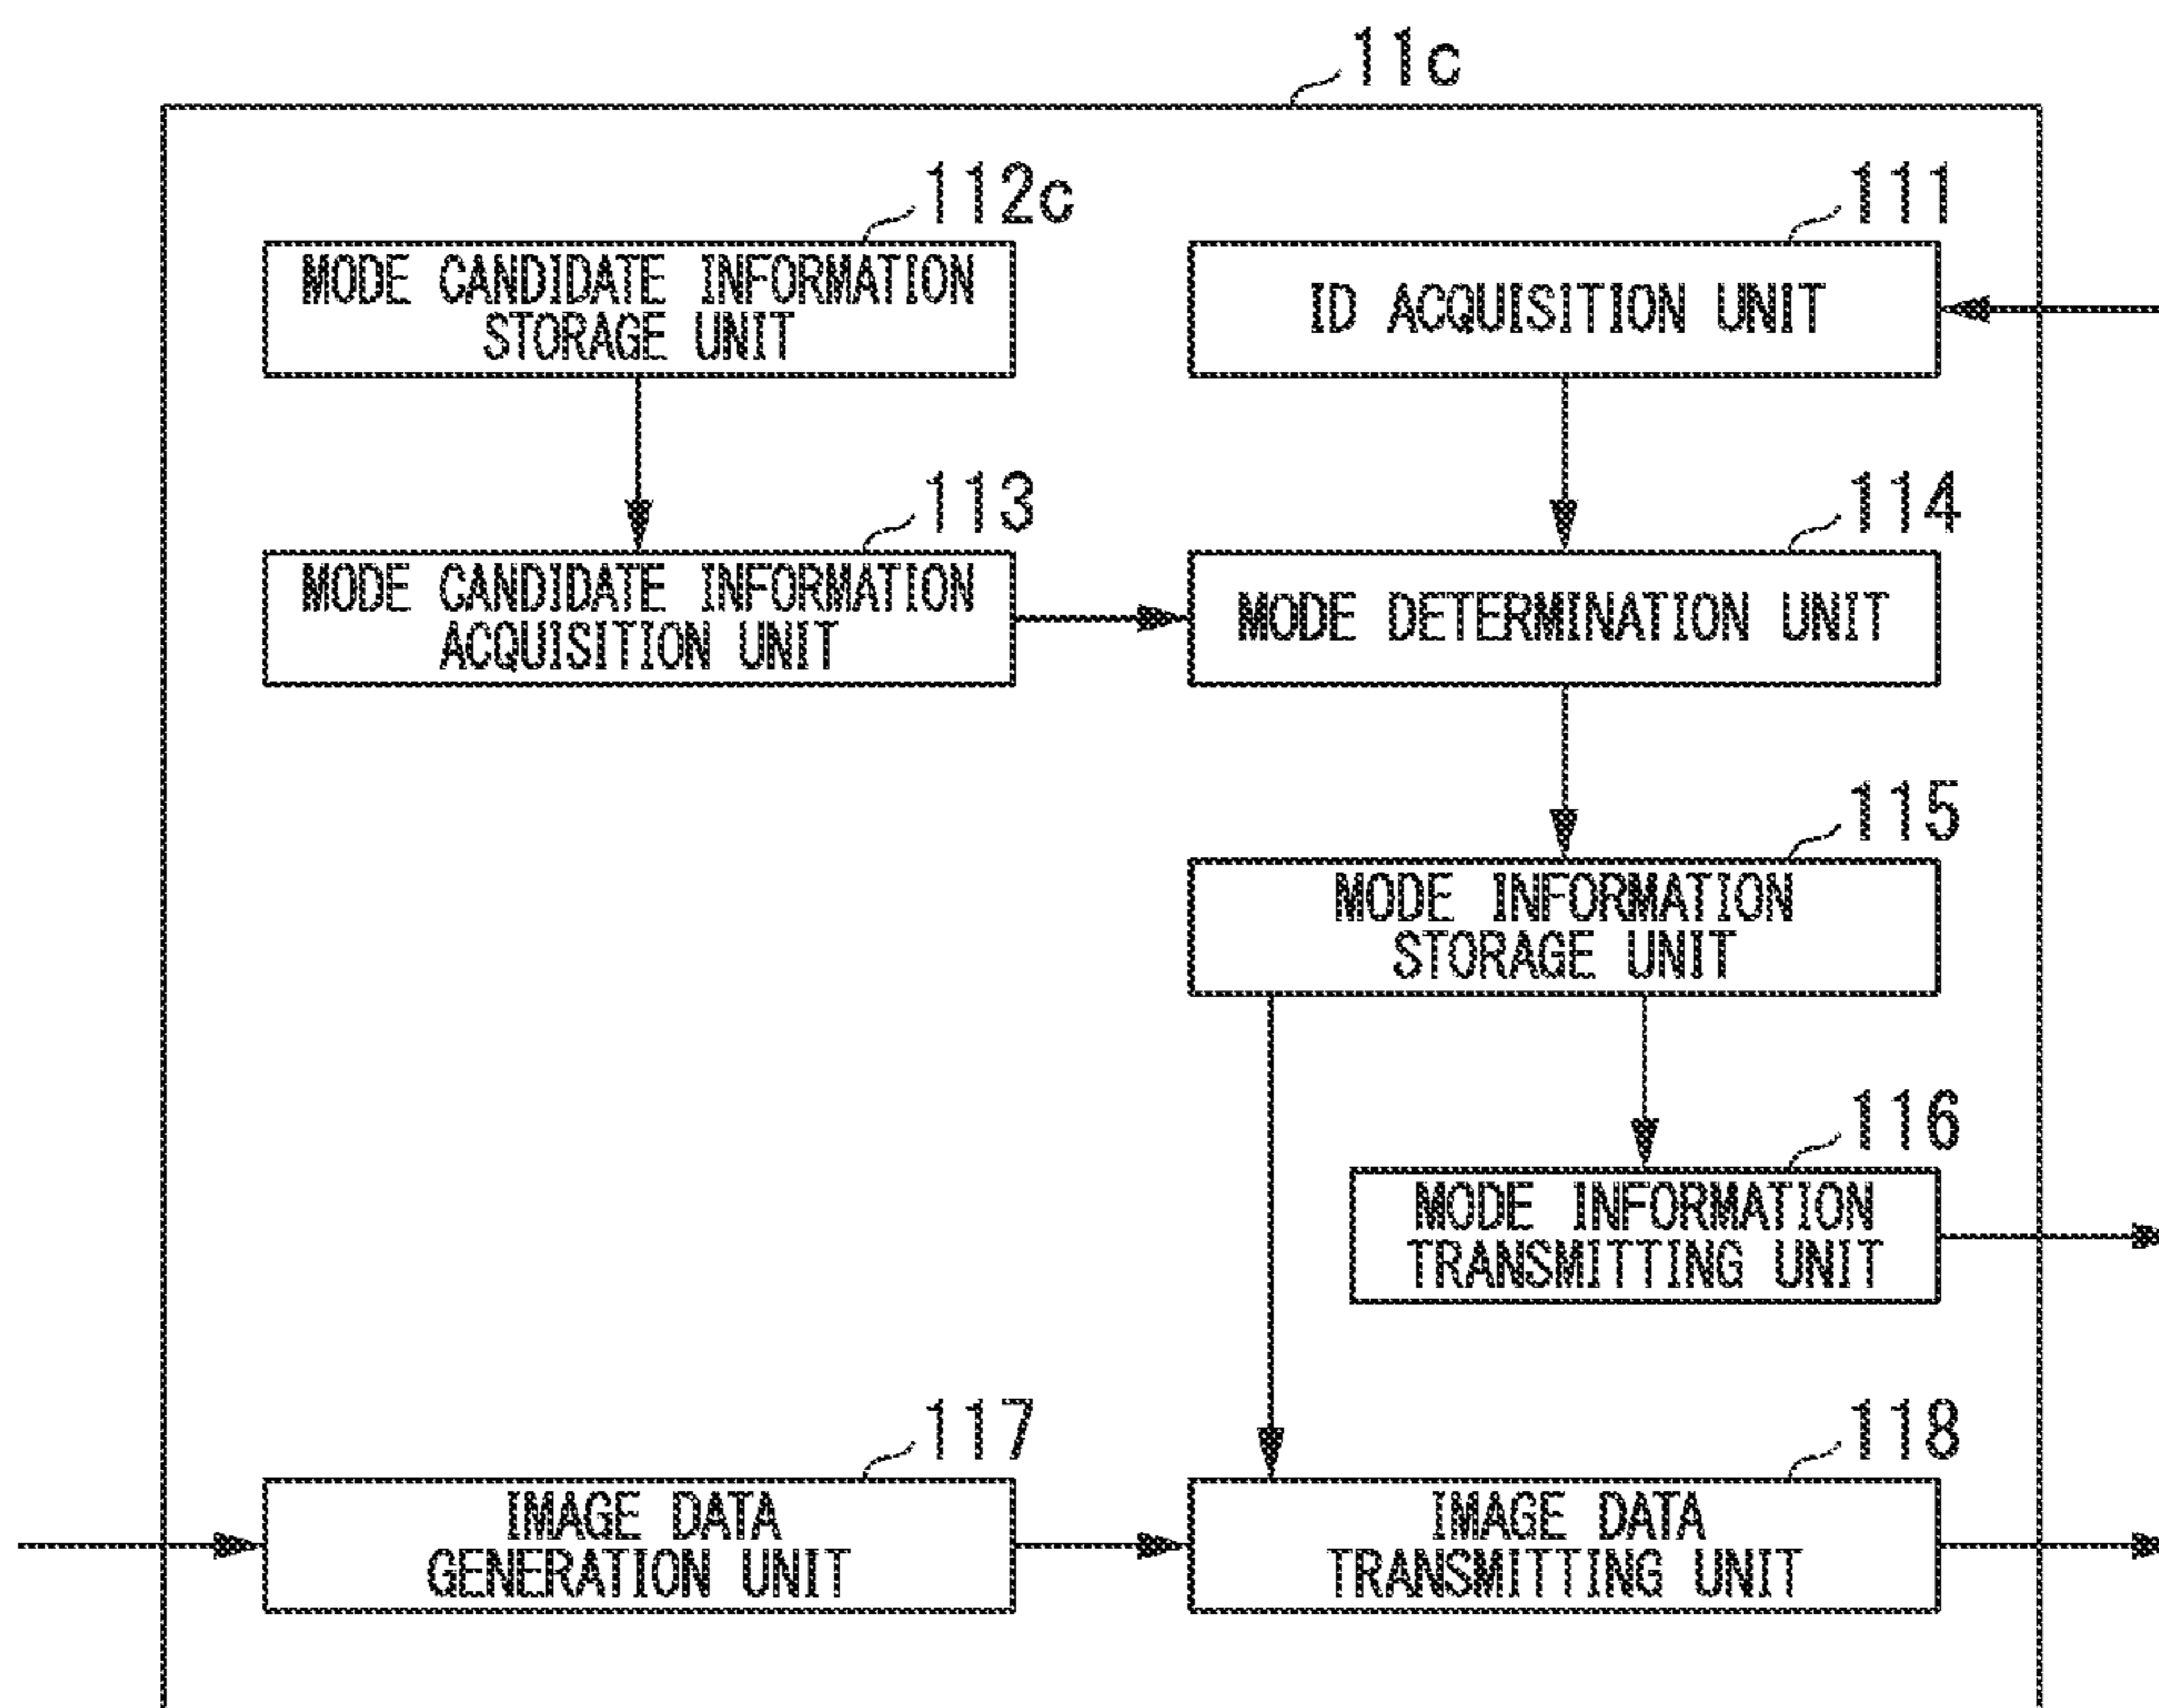 11c
112c
MODE CANDIDATE INFORMATION
STORAGE UNIT
111
ID ACQUISITION UNIT
113
MODE CANDIDATE INFORMATION
ACQUISITION UNIT
114
MODE DETERMINATION UNIT
115
MODE INFORMATION
STORAGE UNIT
116
MODE INFORMATION
TRANSMITTING UNIT
117
IMAGE DATA
GENERATION UNIT
118
IMAGE DATA
TRANSMITTING UNIT